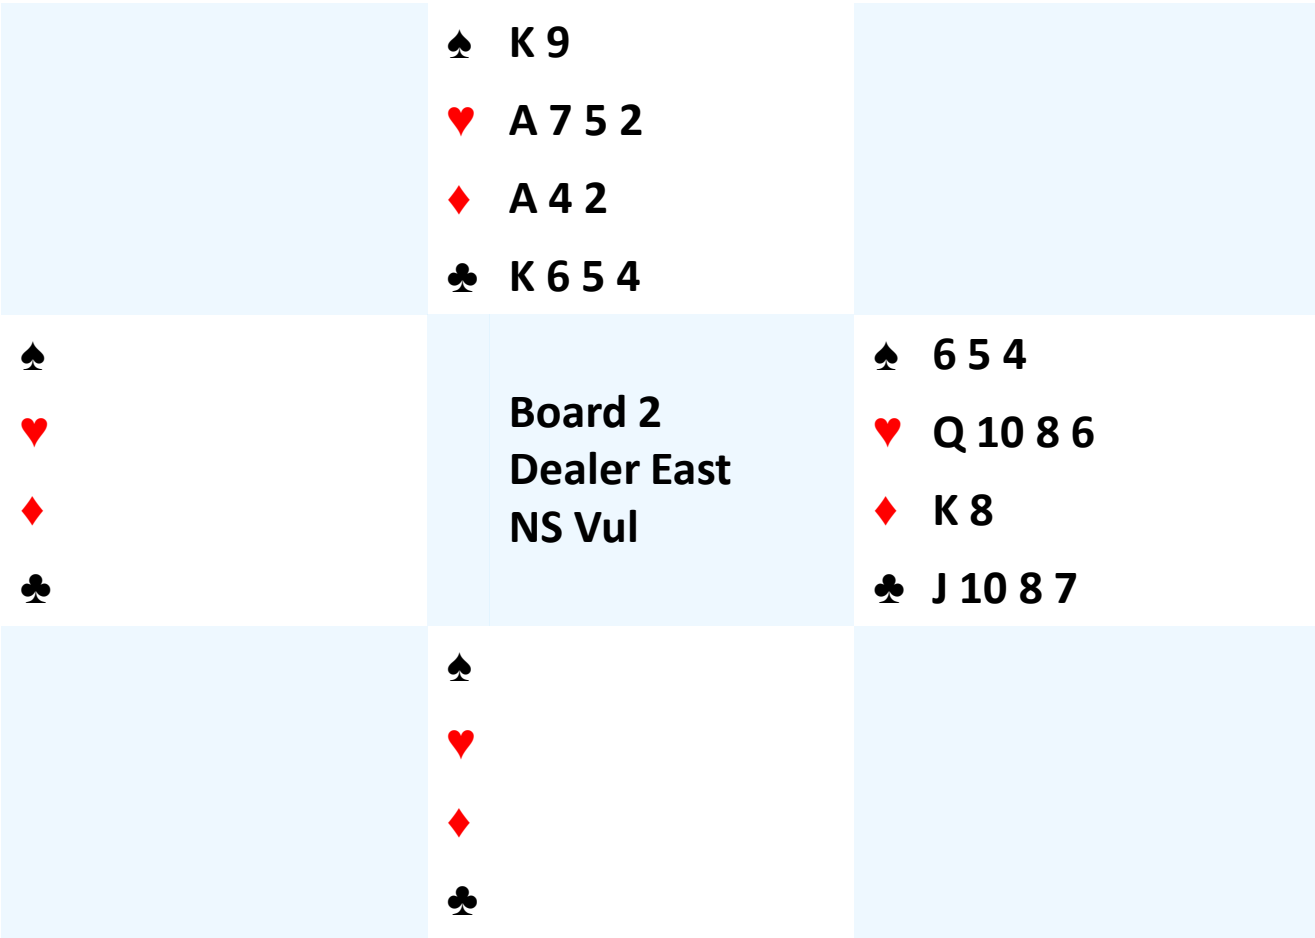 ♠ K 9
♥ A 7 5 2
♦ A 4 2
♣ K 6 5 4
♠
♥
♦
♣
Board 2
Dealer East
NS Vul
♠ 6 5 4
♥ Q 10 8 6
♦ K 8
♣ J 10 8 7
♠
♥
♦
♣